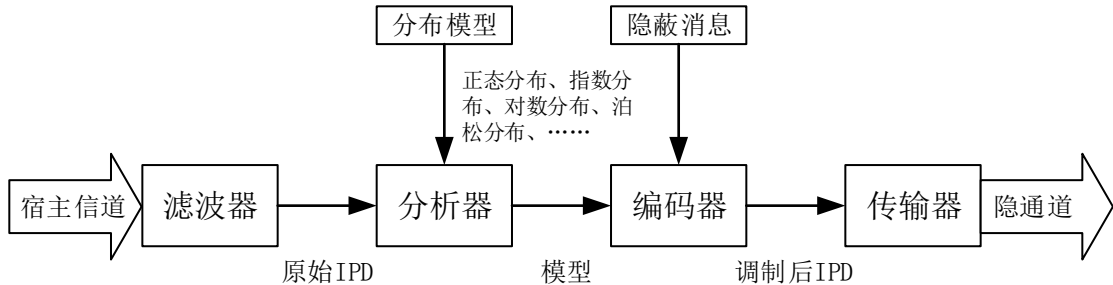 分布模型
隐蔽消息
正态分布、指数分
布、对数分布、泊
松分布、……
宿主信道
滤波器
分析器
编码器
传输器
隐通道
原始IPD
模型
调制后IPD